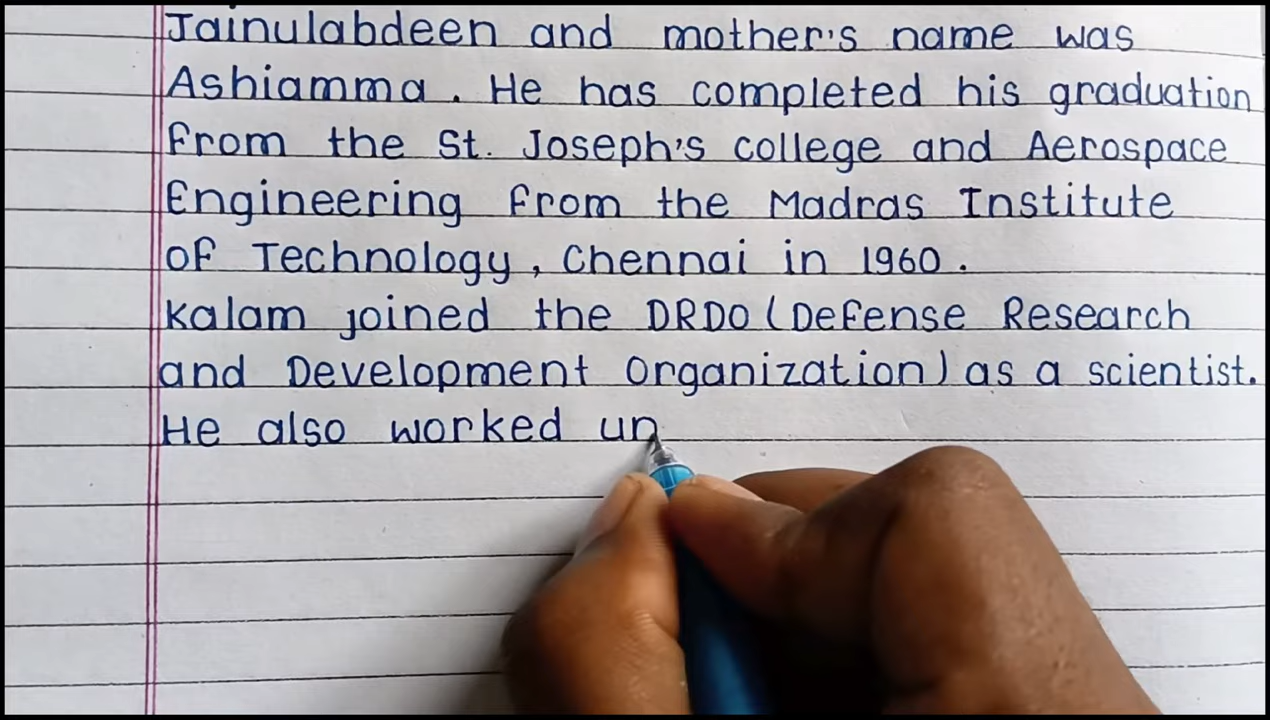 Jainulabdeen and mother's name was
Ashiamma. He has completed his graduation
from the St. Joseph's college and Aerospace
Engineering from the Madras Institute
of Technology, Chennai in 1960.
Kalam joined the DRDO (Defense Research
and Development Organization) as a scientist.
He also worked un